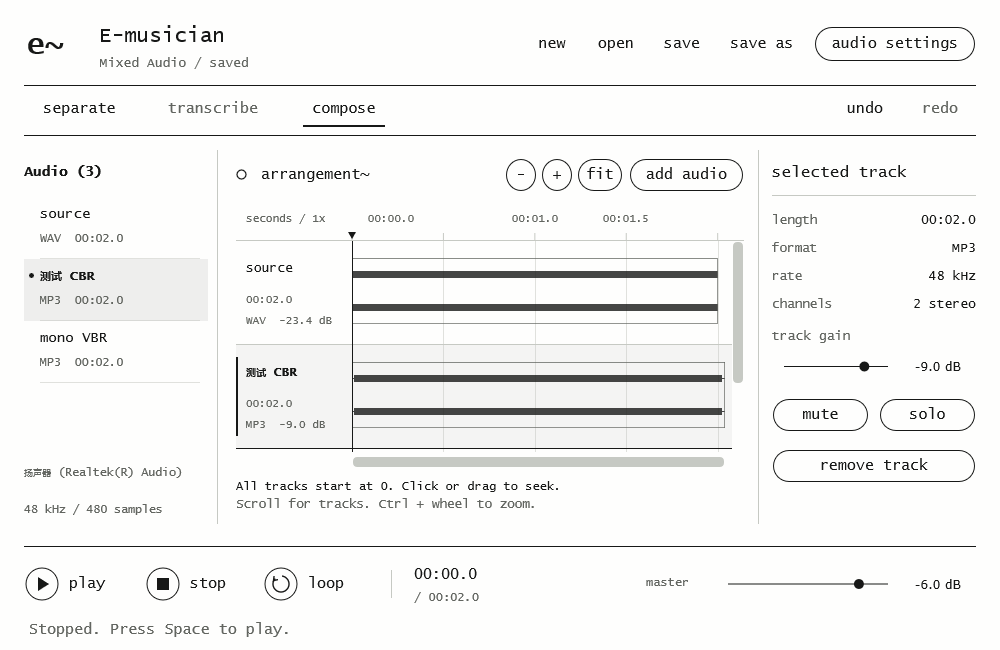 e~
E-musician
Mixed Audio / saved
new open save save as audio settings
separate transcribe compose undo redo
Audio (3)
source
WAV 00:02.0
• 测试 CBR
MP3 00:02.0
mono VBR
MP3 00:02.0
扬声器 (Realtek(R) Audio)
48 kHz / 480 samples
arrangement~ - + fit add audio
seconds / 1x 00:00.0 00:01.0 00:01.5
source
00:02.0
WAV -23.4 dB
测试 CBR
00:02.0
MP3 -9.0 dB
All tracks start at 0. Click or drag to seek.
Scroll for tracks. Ctrl + wheel to zoom.
selected track
length 00:02.0
format MP3
rate 48 kHz
channels 2 stereo
track gain
-9.0 dB
mute solo
remove track
play stop loop 00:00.0
/ 00:02.0
master -6.0 dB
Stopped. Press Space to play.